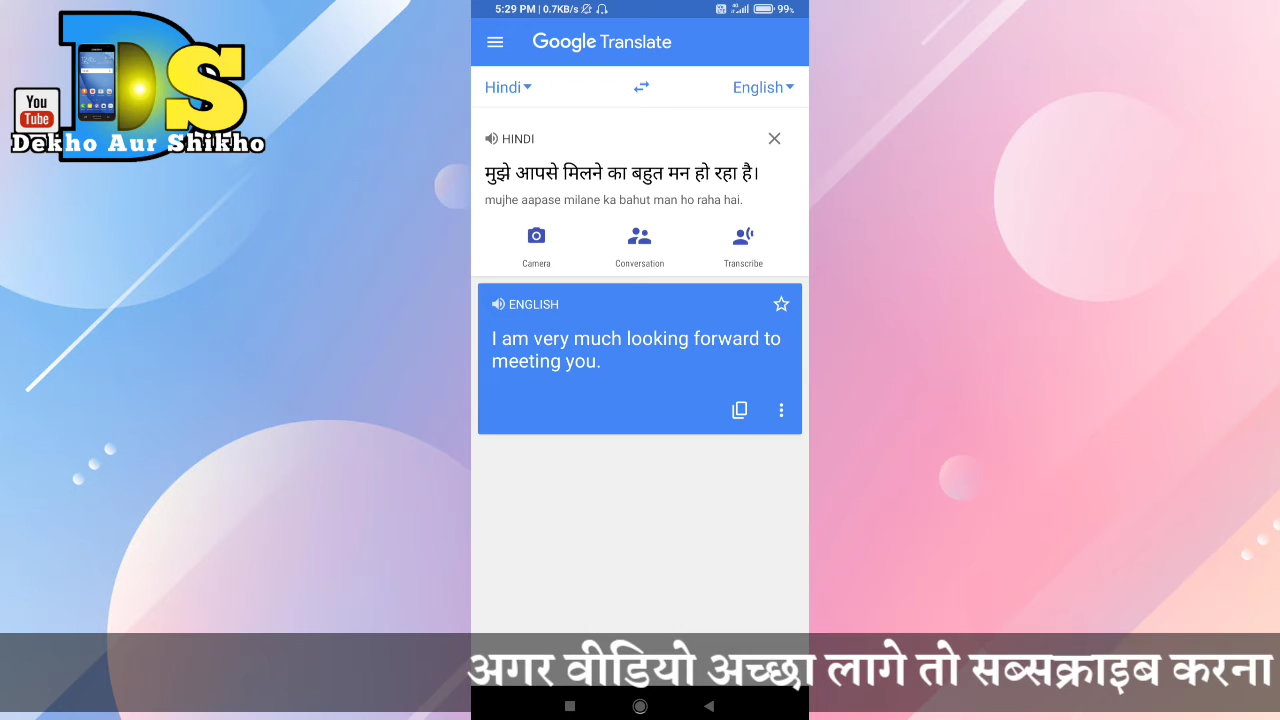 5:29 PM | 0.7KB/s 99%
Google Translate
You
Tube
DS
Dekho Aur Shikho
Hindi English
HINDI
मुझे आपसे मिलने का बहुत मन हो रहा है।
mujhe aapase milane ka bahut man ho raha hai.
Camera Conversation Transcribe
ENGLISH
I am very much looking forward to
meeting you.
अगर वीडियो अच्छा लागे तो सब्सक्राइब करना